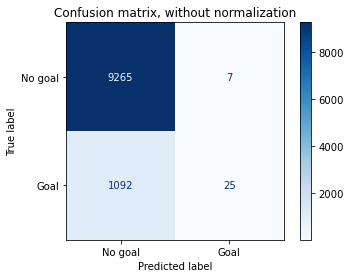 Confusion matrix, without normalization
No goal
9265
7
Goal
1092
25
No goal
Goal
Predicted label
True label
8000
6000
4000
2000